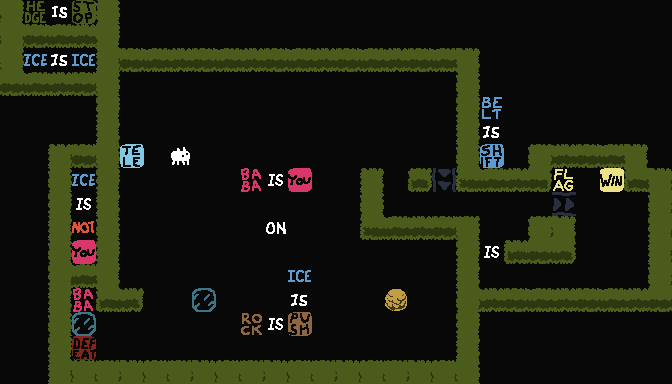 HEDGE IS STOP
ICE IS ICE
BELT
IS
SHIFT
TELE
ICE
IS
NOT
YOU
BABA IS YOU
FLAG WIN
ON
IS
ICE
IS
ROCK IS PUSH
BABA
DEFEAT